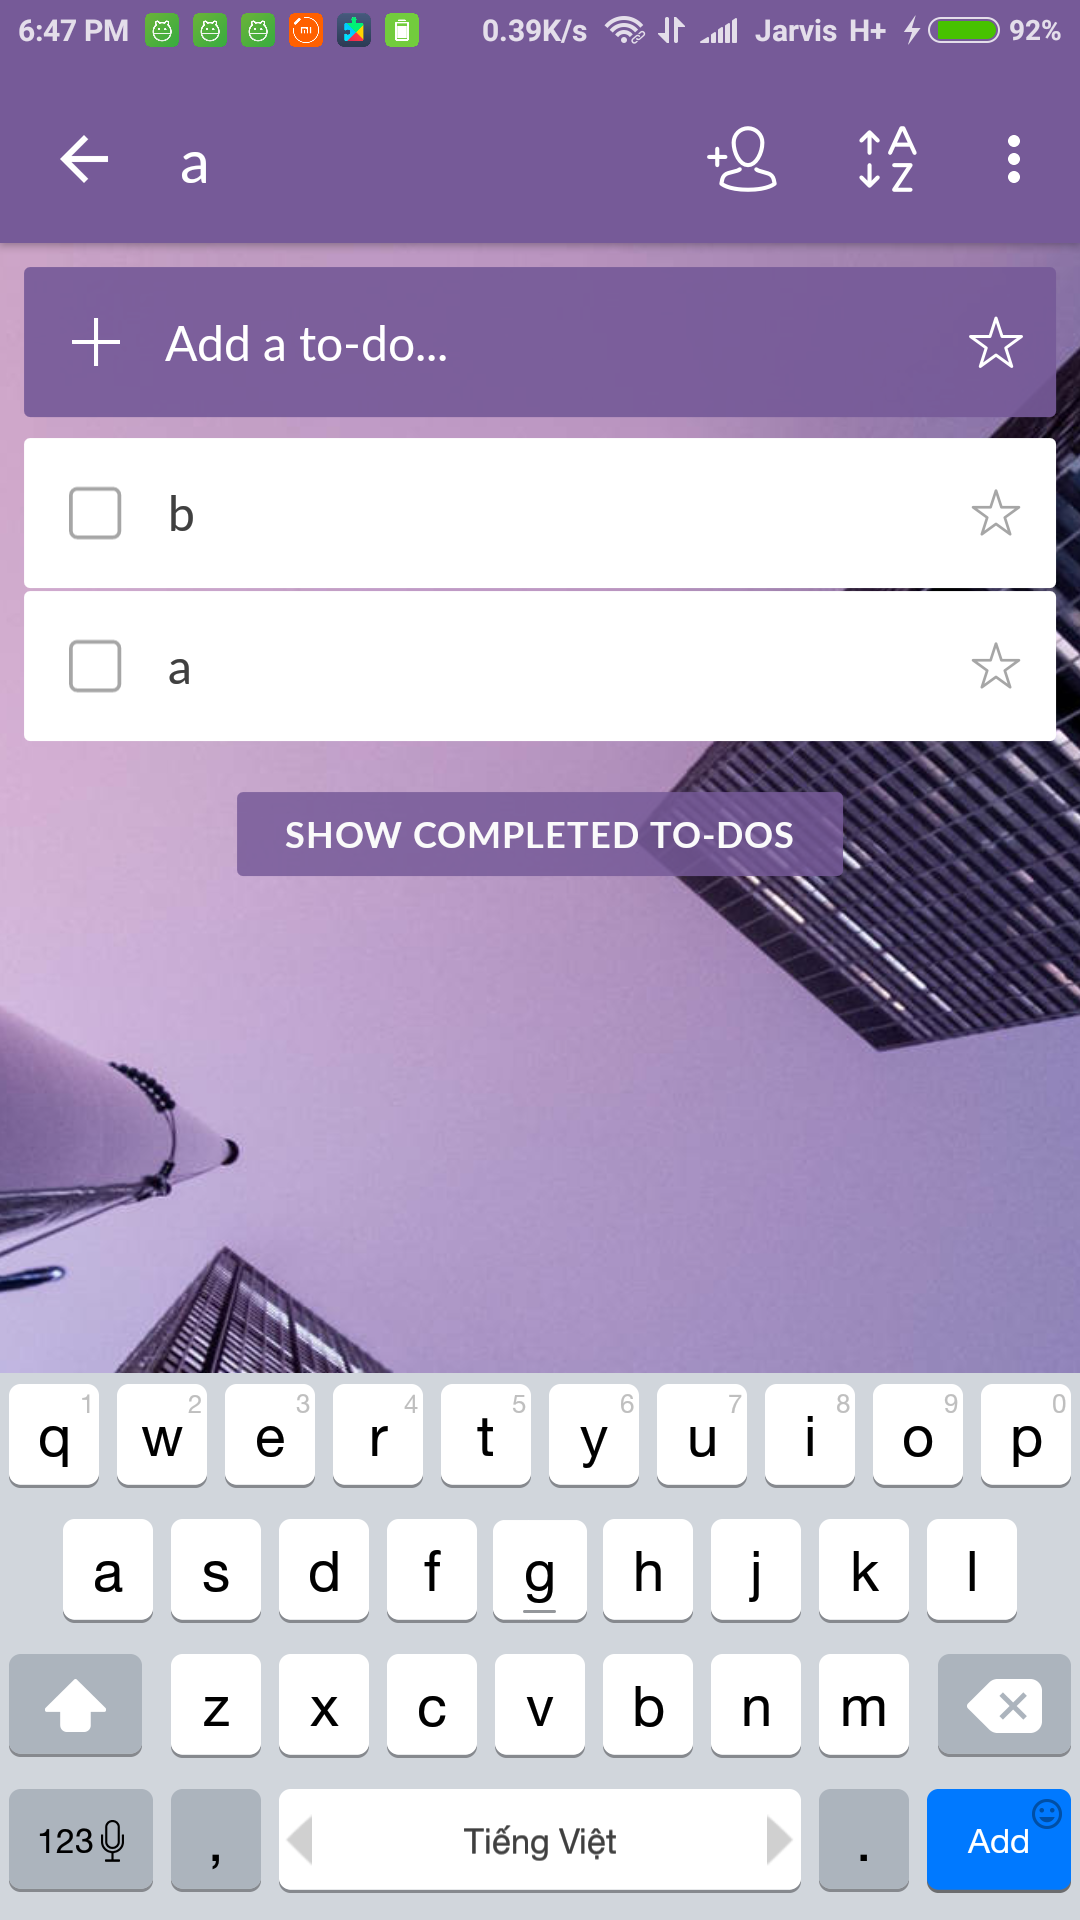 6:47 PM 0.39K/s Jarvis H+ 92%
a
A
Z
Add a to-do...
b
a
SHOW COMPLETED TO-DOS
1 2 3 4 5 6 7 8 9 0
q w e r t y u i o p
a s d f g h j k l
z x c v b n m
123 , Tiếng Việt . Add